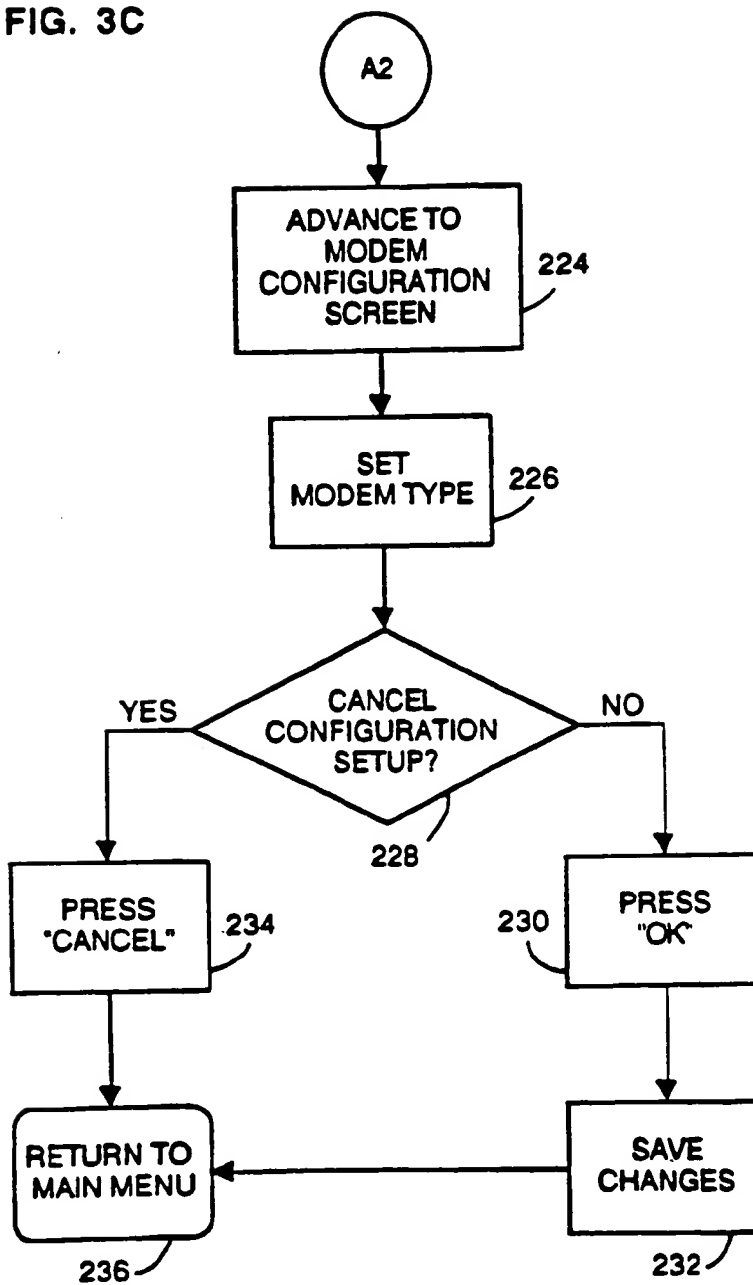 FIG. 3C
A2
ADVANCE TO
MODEM
CONFIGURATION
SCREEN
224
SET
MODEM TYPE
226
CANCEL
CONFIGURATION
SETUP?
YES
NO
228
PRESS
"CANCEL"
234
230
PRESS
"OK"
RETURN TO
MAIN MENU
236
SAVE
CHANGES
232